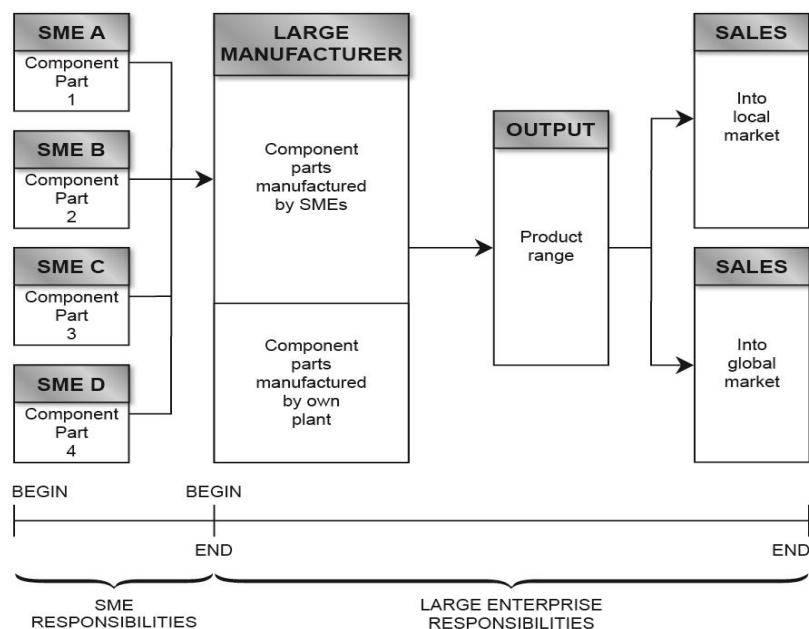 SME A
Component
Part
1
SME B
Component
Part
2
SME C
Component
Part
3
SME D
Component
Part
4
LARGE
MANUFACTURER
Component
parts
manufactured
by SMEs
Component
parts
manufactured
by own
plant
OUTPUT
Product
range
SALES
Into
local
market
SALES
Into
global
market
BEGIN
BEGIN
END
END
SME
RESPONSIBILITIES
LARGE ENTERPRISE
RESPONSIBILITIES